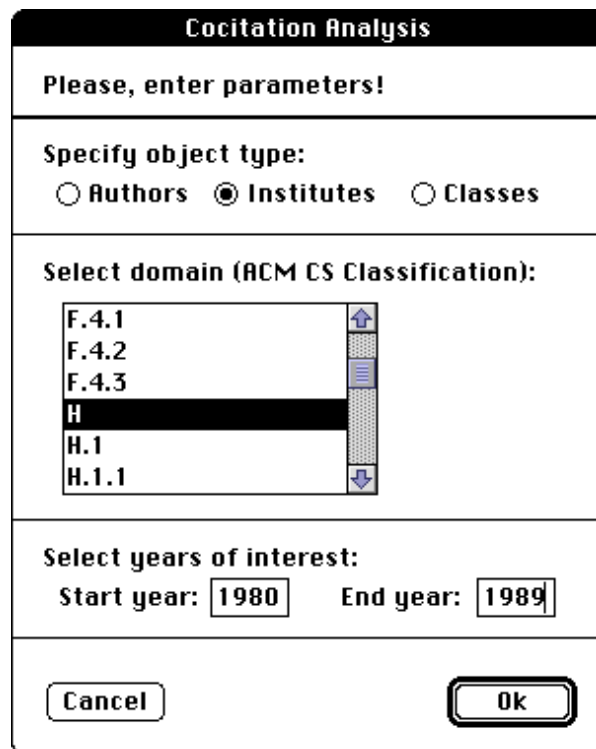 Cocitation Analysis
Please, enter parameters!
Specify object type:
Authors Institutes Classes
Select domain (ACM CS Classification):
F.4.1
F.4.2
F.4.3
H
H.1
H.1.1
Select years of interest:
Start year: 1980 End year: 1989
Cancel Ok